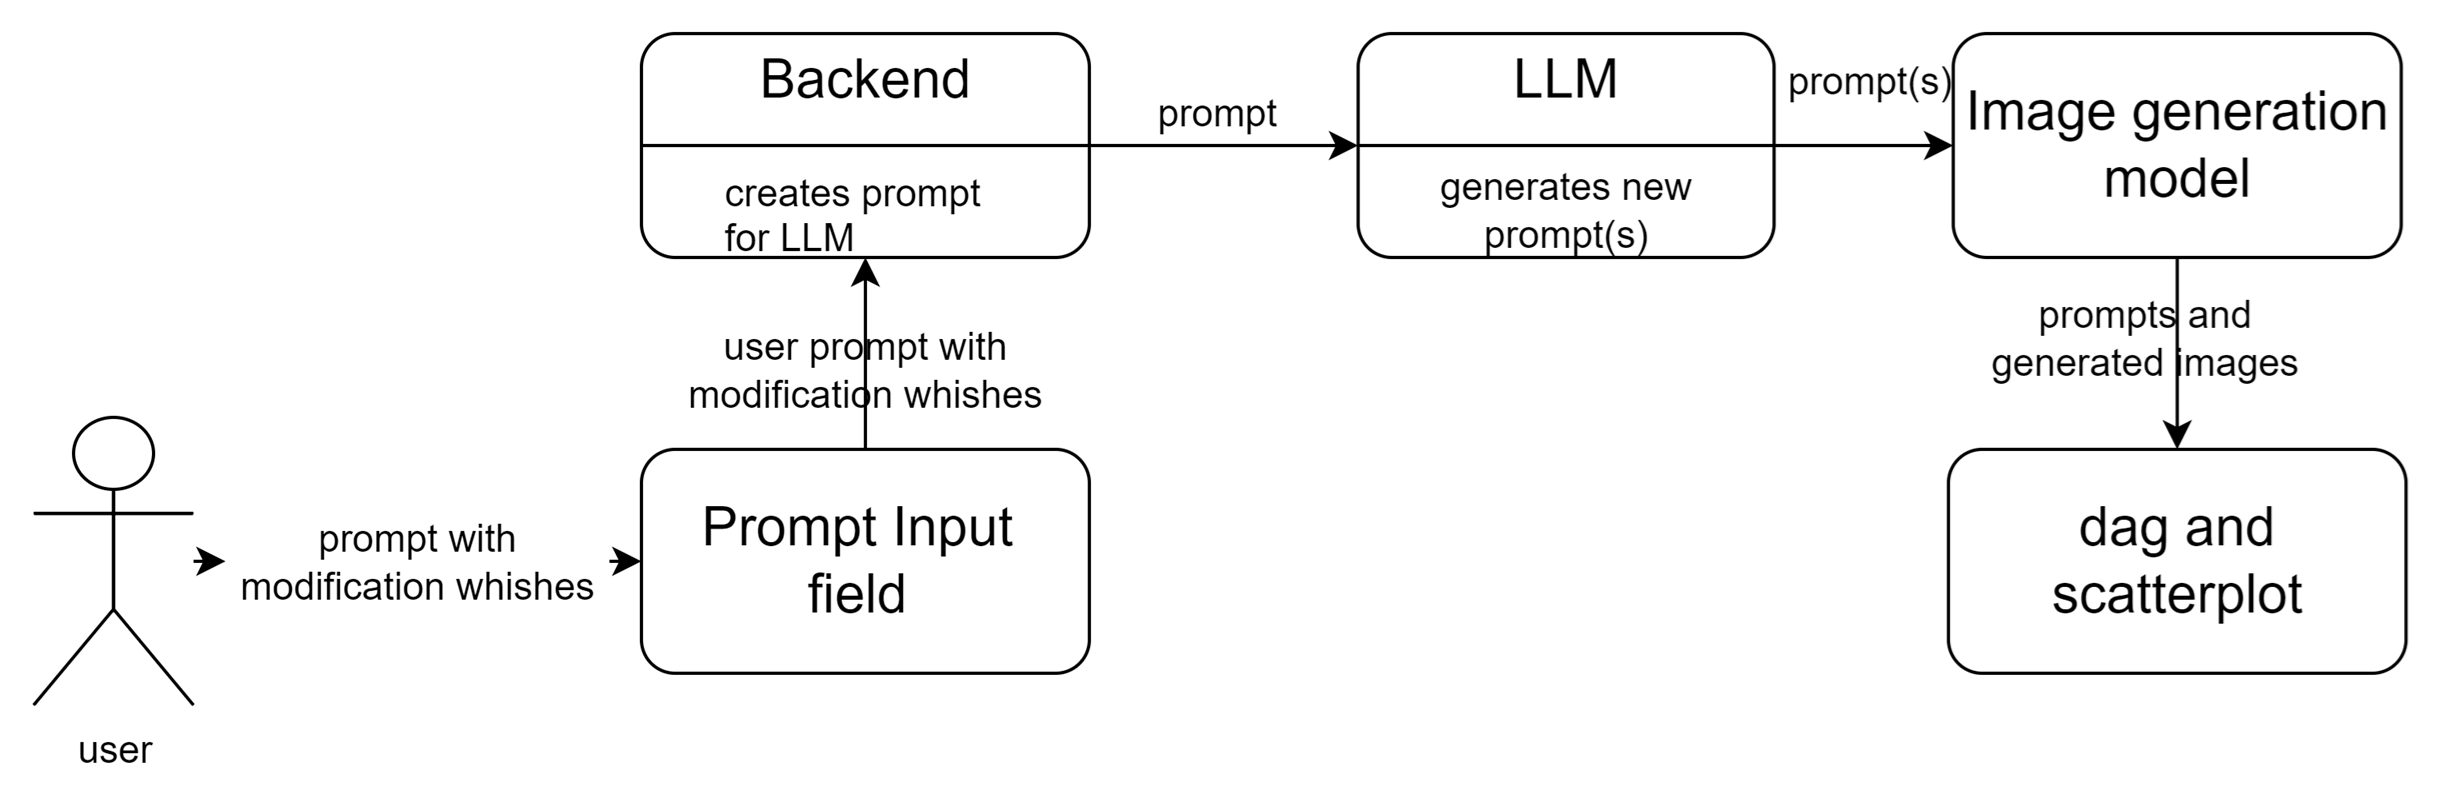 Backend
creates prompt
for LLM
prompt
LLM
generates new
prompt(s)
prompt(s)
Image generation
model
user prompt with
modification whishes
prompts and
generated images
prompt with
modification whishes
Prompt Input
field
dag and
scatterplot
user